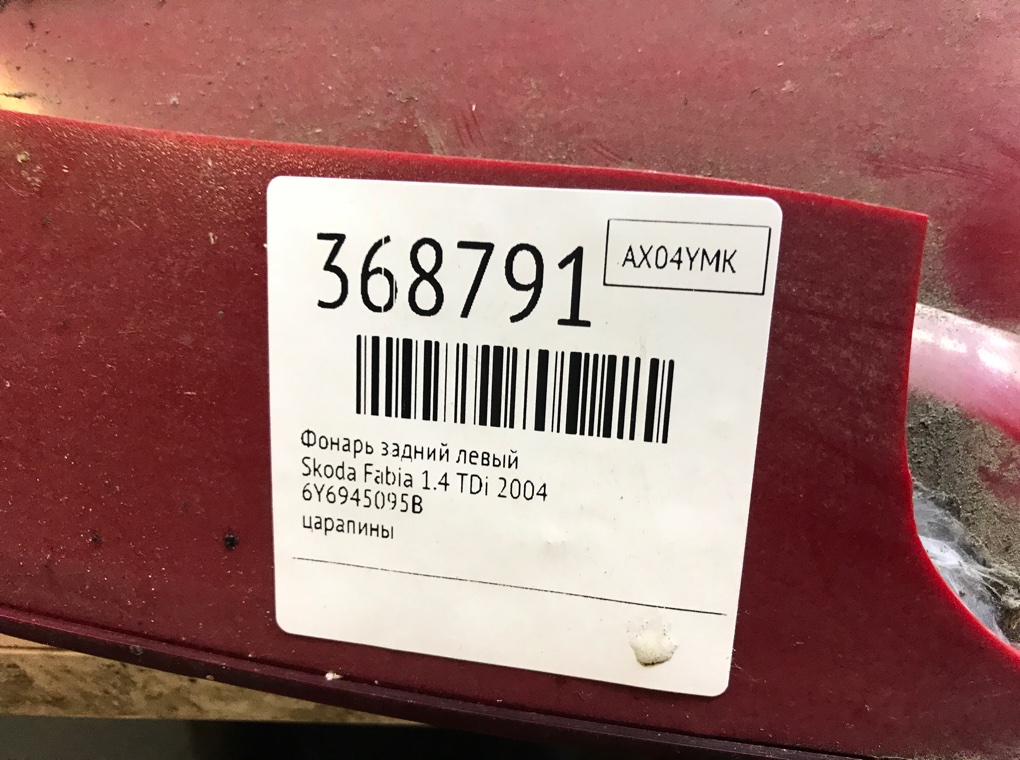 368791
AX04YMK
Фонарь задний левый
Skoda Fabia 1.4 TDi 2004
6Y6945095B
царапины